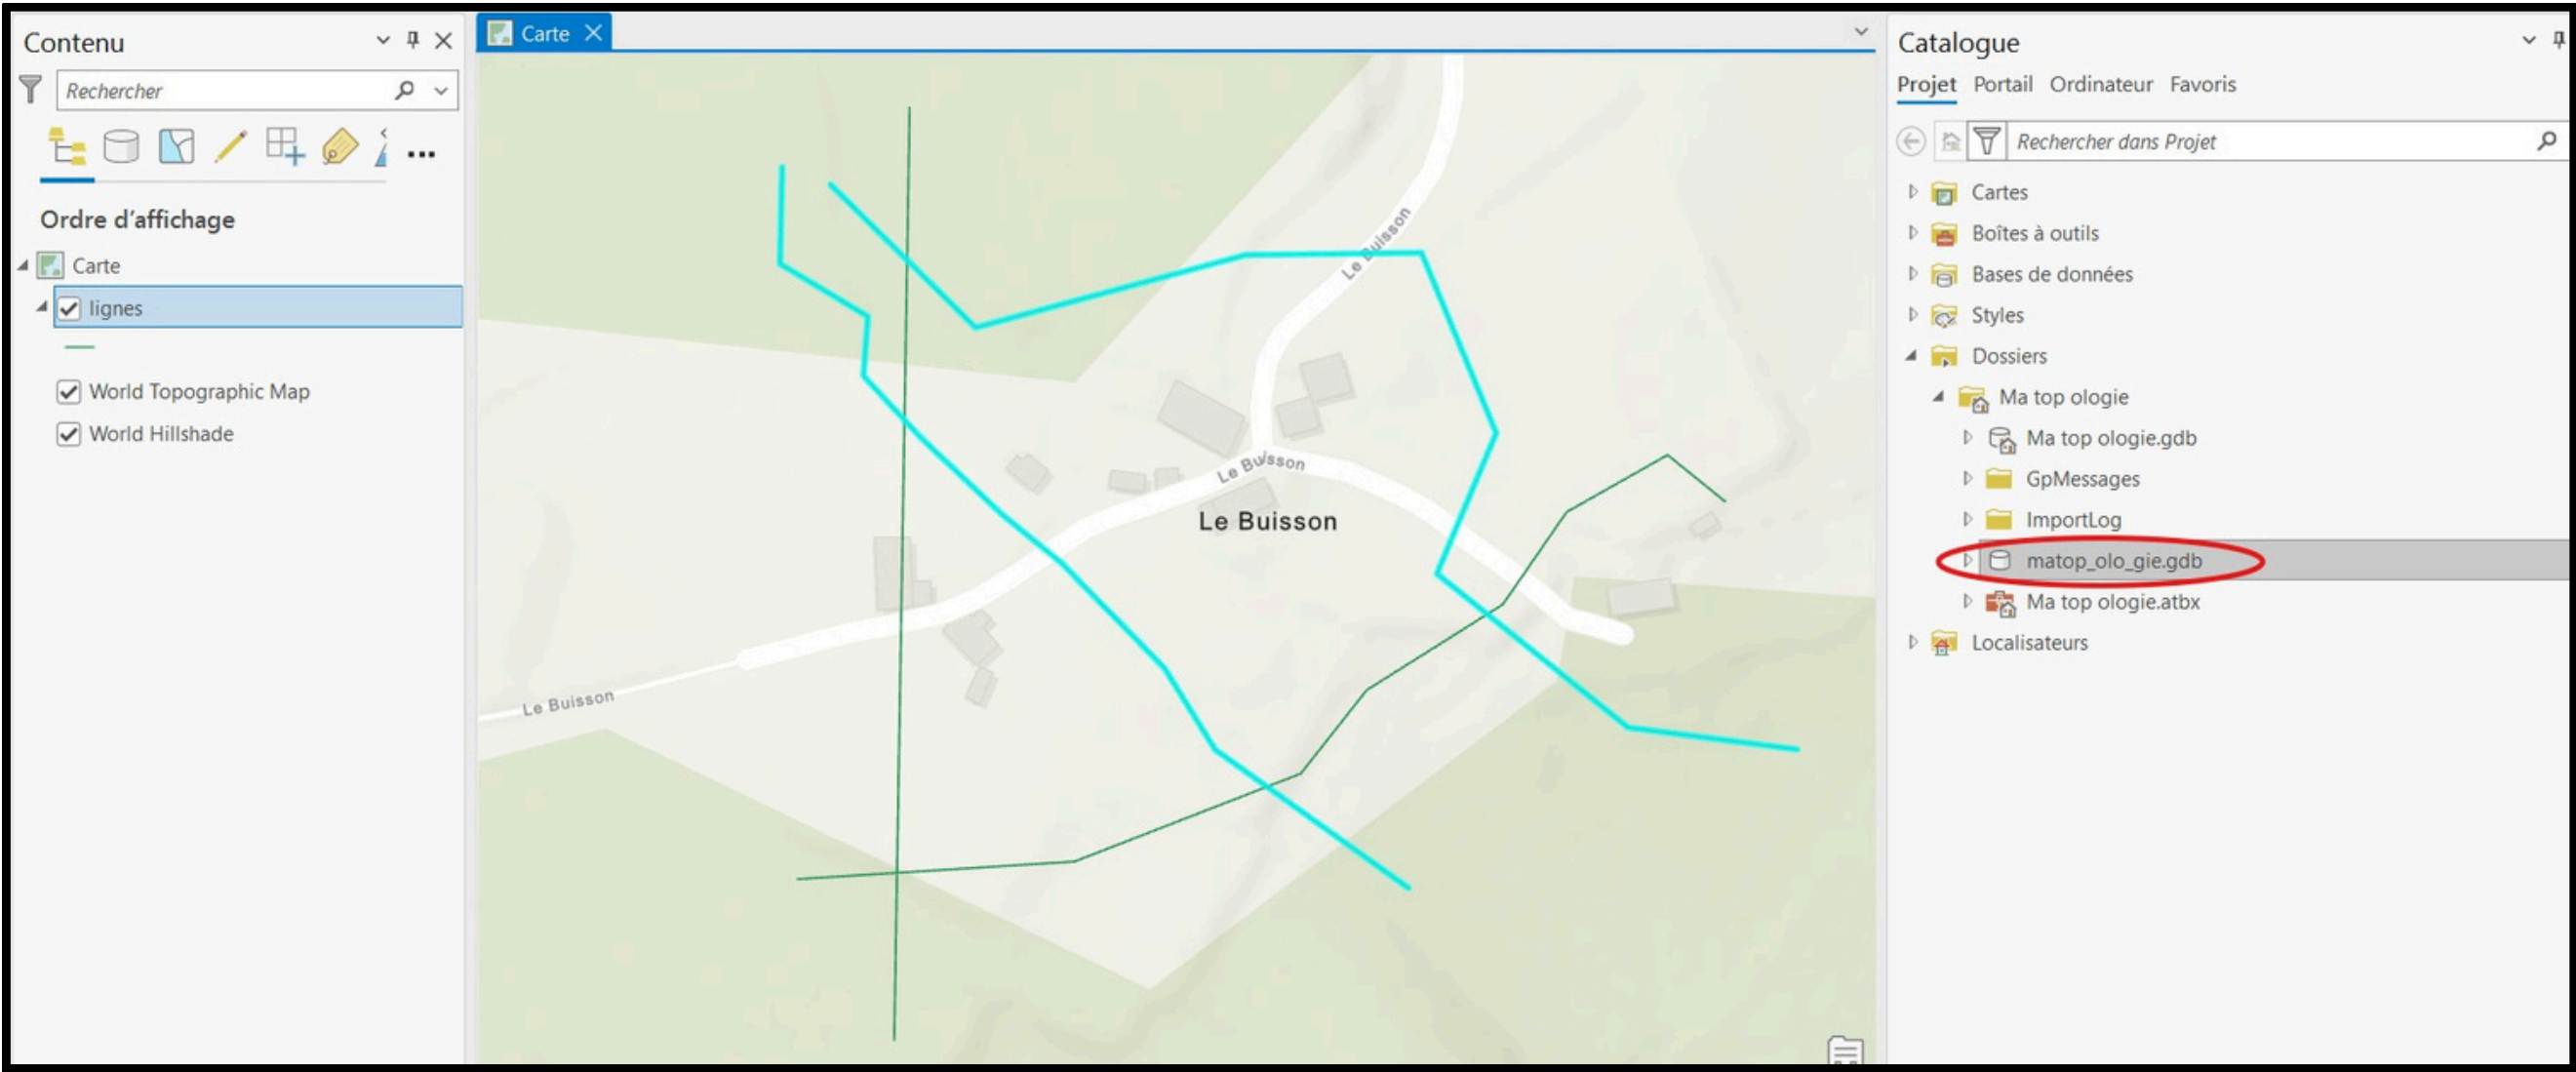 Contenu
Rechercher
Ordre d'affichage
Carte
lignes
World Topographic Map
World Hillshade
Carte
Le Buisson
Le Buisson
Le Buisson
Le Buisson
Catalogue
Projet Portail Ordinateur Favoris
Rechercher dans Projet
Cartes
Boîtes à outils
Bases de données
Styles
Dossiers
Ma top ologie
Ma top ologie.gdb
GpMessages
ImportLog
matop_olo_gie.gdb
Ma top ologie.atbx
Localisateurs